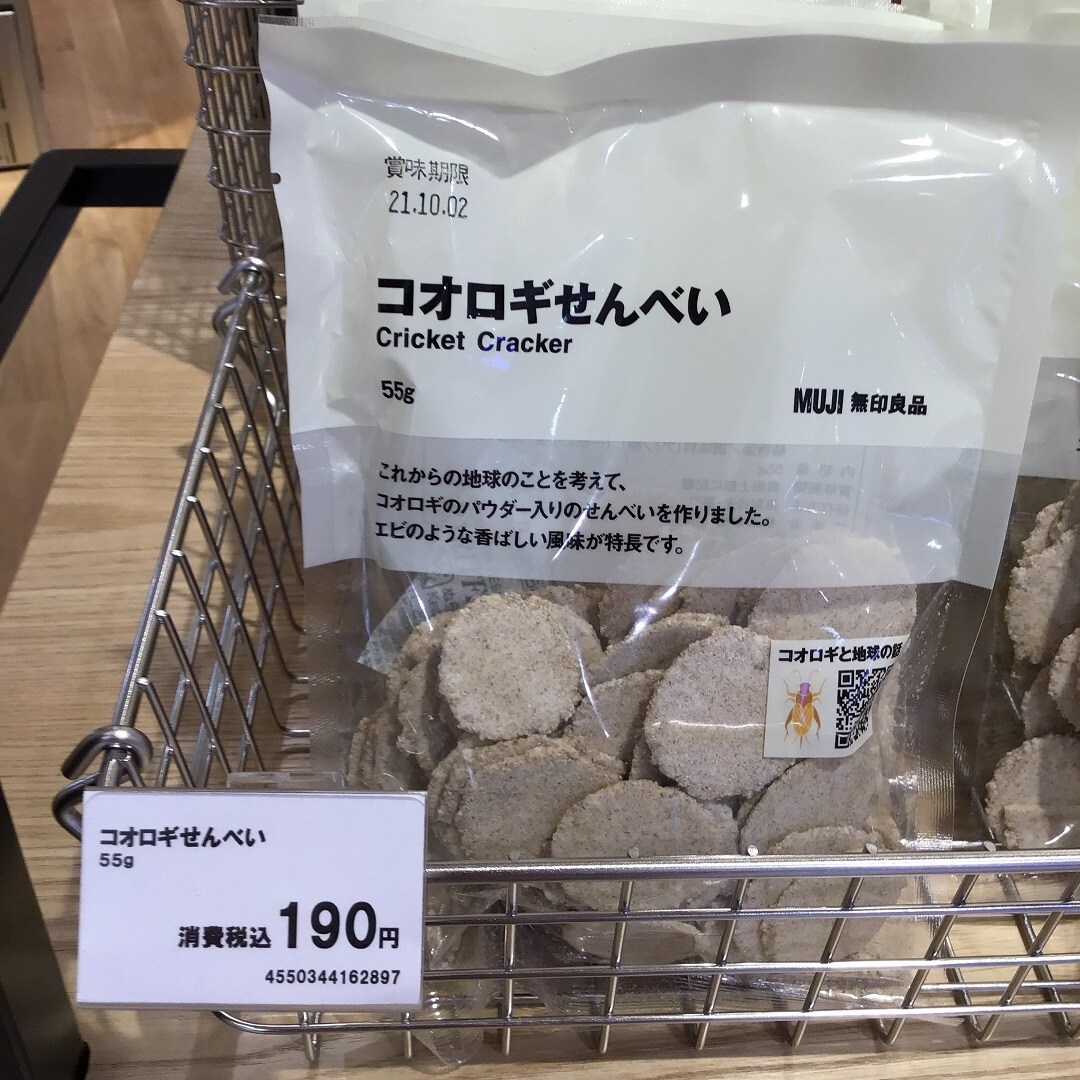 賞味期限
21.10.02
コオロギせんべい
Cricket Cracker
55g
MUJI 無印良品
これからの地球のことを考えて、
コオロギのパウダー入りのせんべいを作りました。
エビのような香ばしい風味が特長です。
コオロギと地球の話
コオロギせんべい
55g
消費税込190円
4550344162897